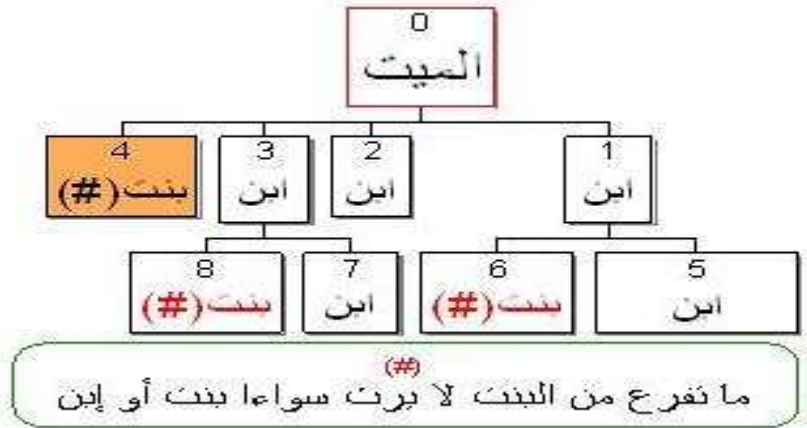 0
الميت
1
ابن
2
ابن
3
ابن
4
بنت(#)
5
ابن
6
بنت(#)
7
ابن
8
بنت(#)
(#)
ما تفرع من البنت لا يرث سواءا بنت أو إبن